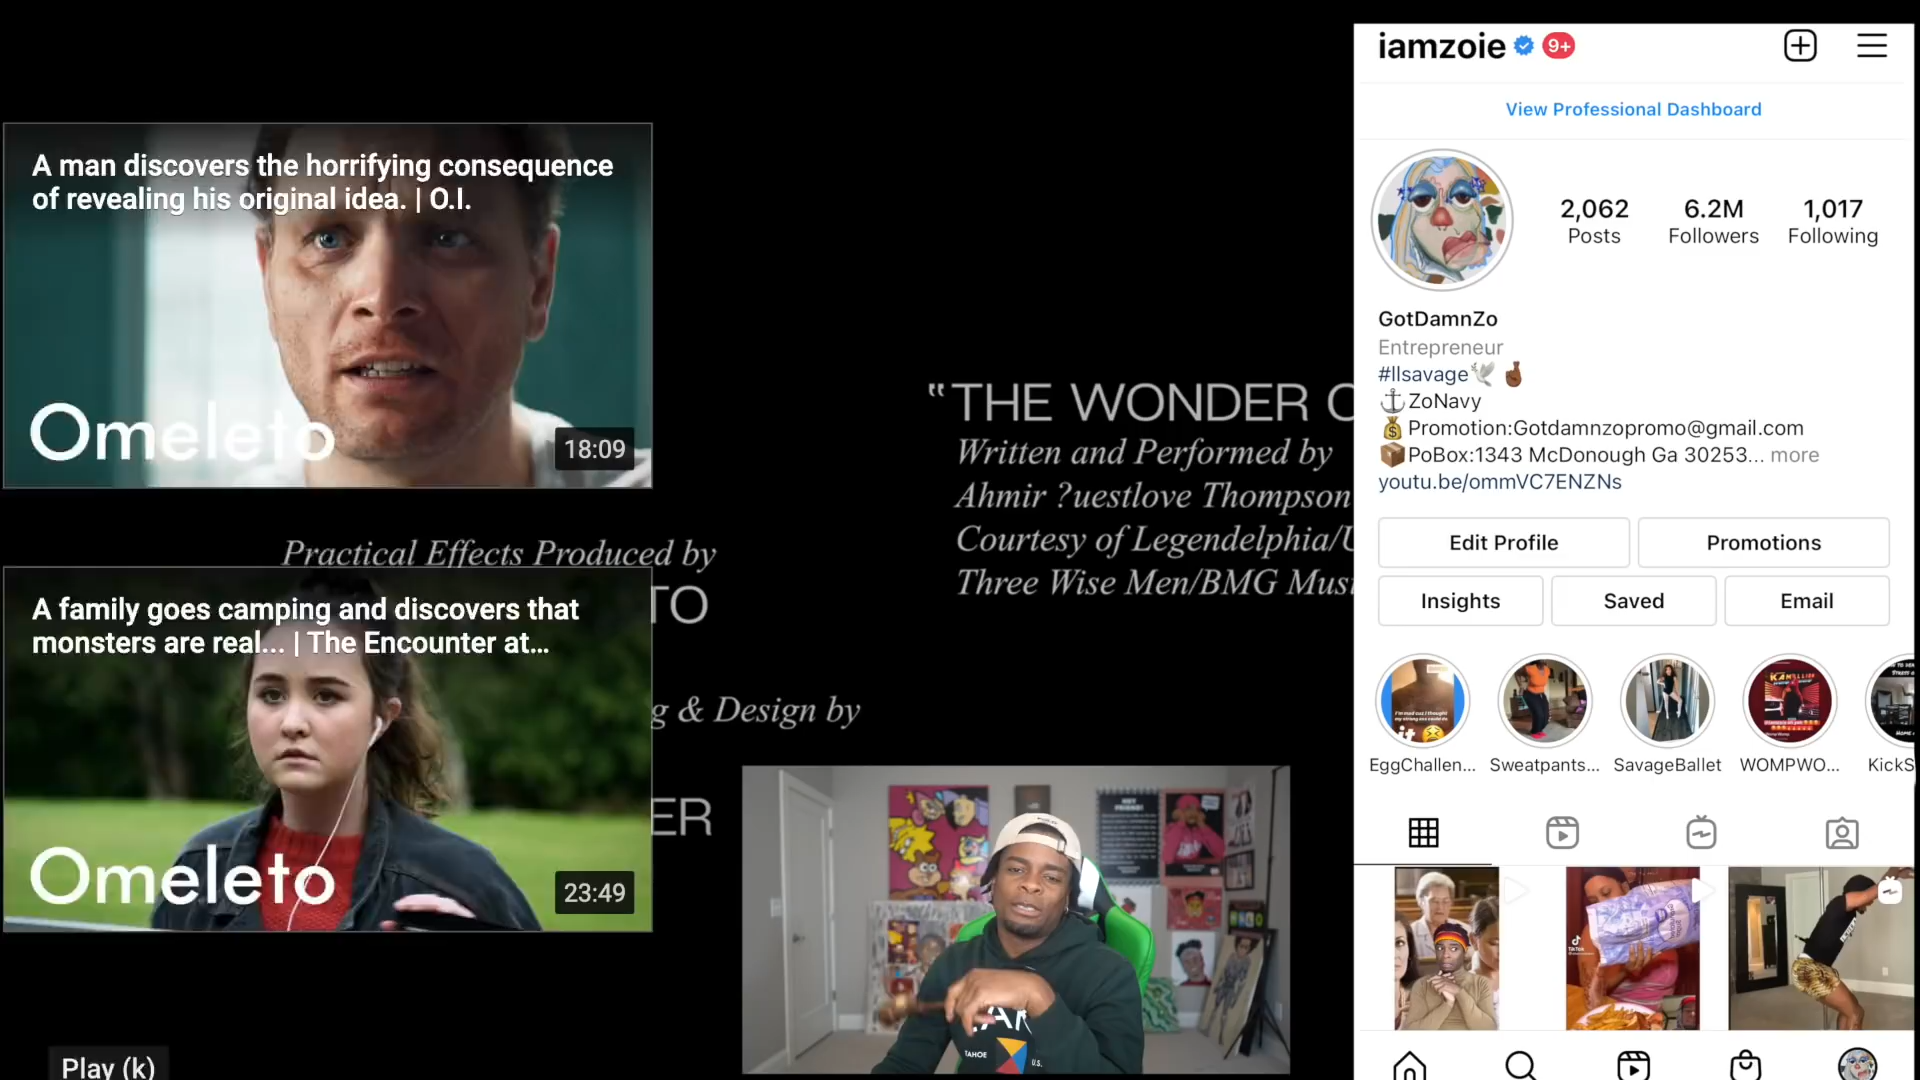 A man discovers the horrifying consequence
of revealing his original idea. | O.I.
Omeleto
18:09
Practical Effects Produced by
TO
A family goes camping and discovers that
monsters are real... | The Encounter at...
Omeleto
23:49
g & Design by
ER
Play (k)
"THE WONDER
Written and Performed by
Ahmir ?uestlove Thompson
Courtesy of Legendelphia/
Three Wise Men/BMG
TAHOE
U.S.
iamzoie
9+
View Professional Dashboard
2,062 6.2M 1,017
Posts Followers Following
GotDamnZo
Entrepreneur
#llsavage🕊🤞🏾
⚓ZoNavy
💰Promotion:Gotdamnzopromo@gmail.com
📦PoBox:1343 McDonough Ga 30253... more
youtu.be/ommVC7ENZNs
Edit Profile Promotions
Insights Saved Email
EggChallen... Sweatpants... SavageBallet WOMPWO... KickS